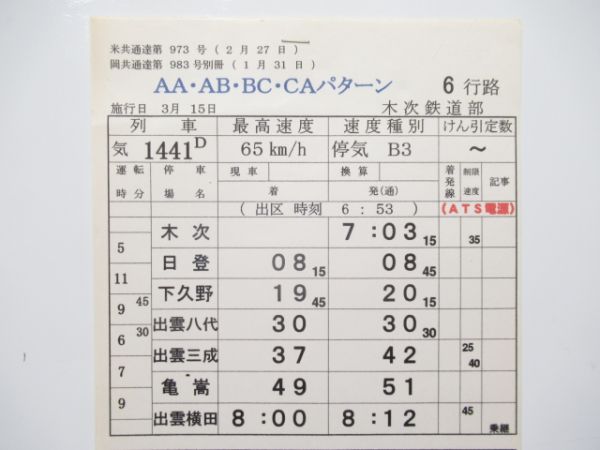 米共通達第 973 号 ( 2 月 27 日 )
岡共通達第 983 号別冊 ( 1 月 31 日 )
AA・AB・BC・CAパターン 6 行路
施行日 3月 15日 木次鉄道部
列 車 最高速度 速度種別 けん引定数
気 1441D 65km/h 停気 B3 ～
運転時分 停車場名 現車 換算 着発線 制限速度 記事
着 発(通)
( 出区 時刻 6 : 53 ) (ATS電源)
木次 7:03 15 35
5
日登 08 15 08 45
11
下久野 19 45 20 15
9 45
出雲八代 30 30 30
6 30
出雲三成 37 42 25 40
7
亀嵩 49 51
9
出雲横田 8:00 8:12 45 乗継